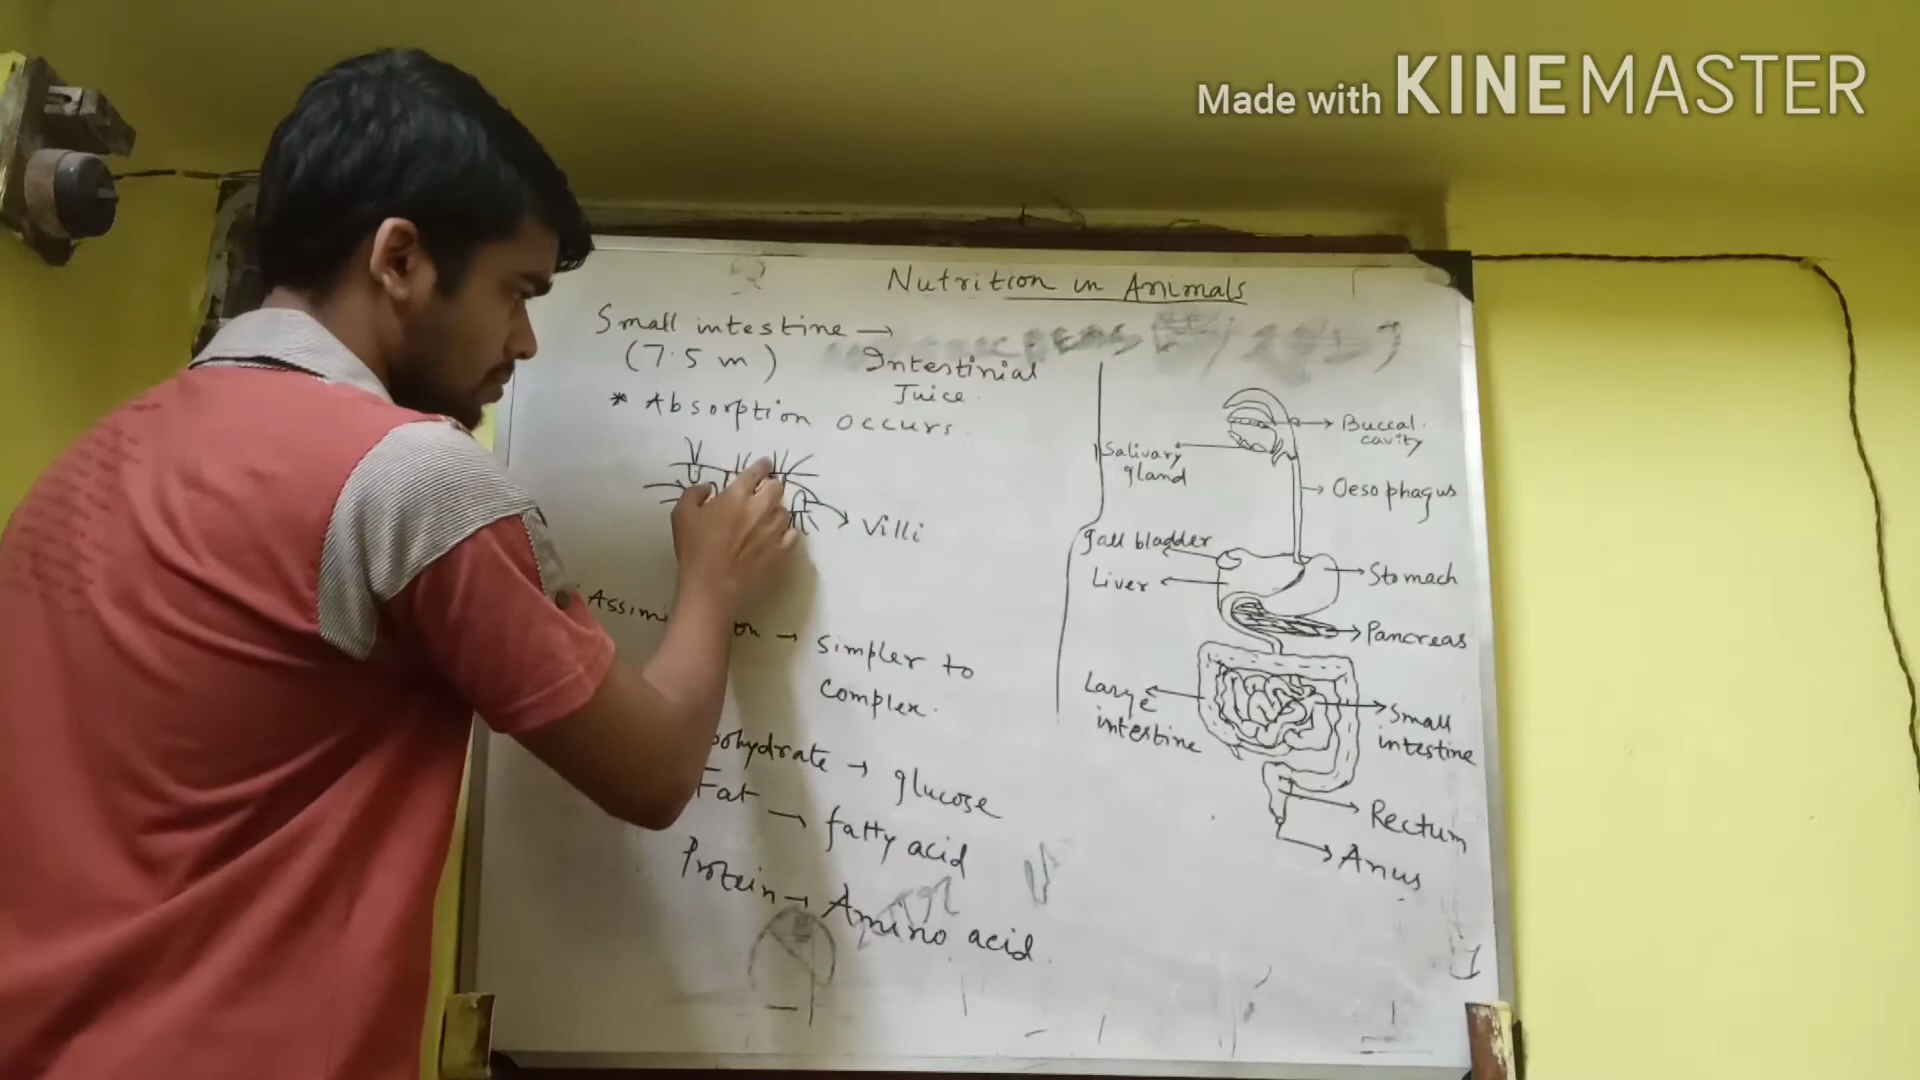 Made with KINEMASTER
Nutrition in Animals
Small intestine →
(7.5 m)
Intestinial
Juice.
* Absorption occurs.
Villi
→ simpler to
complex.
→ glucose
Fat → fatty acid
Protein → Amino acid
Buccal
cavity
Salivary
gland
Oesophagus
gall bladder
Liver
Stomach
Pancreas
Large
intestine
Small
intestine
Rectum
Anus